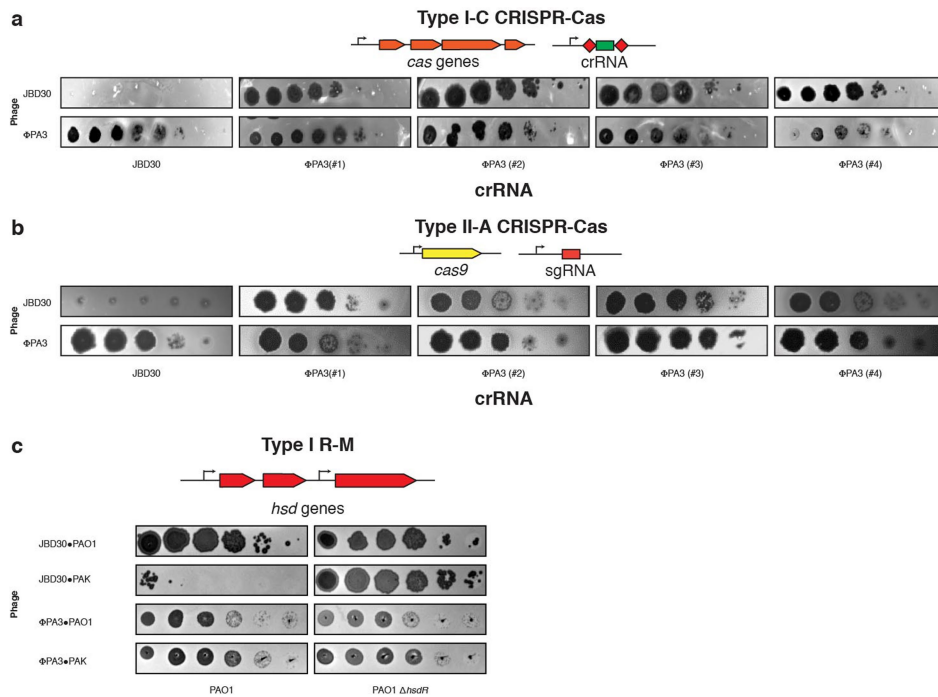 a
Type I-C CRISPR-Cas
cas genes
crRNA
Phage
JBD30
ΦPA3
JBD30
ΦPA3(#1)
ΦPA3 (#2)
ΦPA3 (#3)
ΦPA3 (#4)
crRNA
b
Type II-A CRISPR-Cas
cas9
sgRNA
Phage
JBD30
ΦPA3
JBD30
ΦPA3(#1)
ΦPA3 (#2)
ΦPA3 (#3)
ΦPA3 (#4)
crRNA
c
Type I R-M
hsd genes
Phage
JBD30●PAO1
JBD30●PAK
ΦPA3●PAO1
ΦPA3●PAK
PAO1
PAO1 ΔhsdR